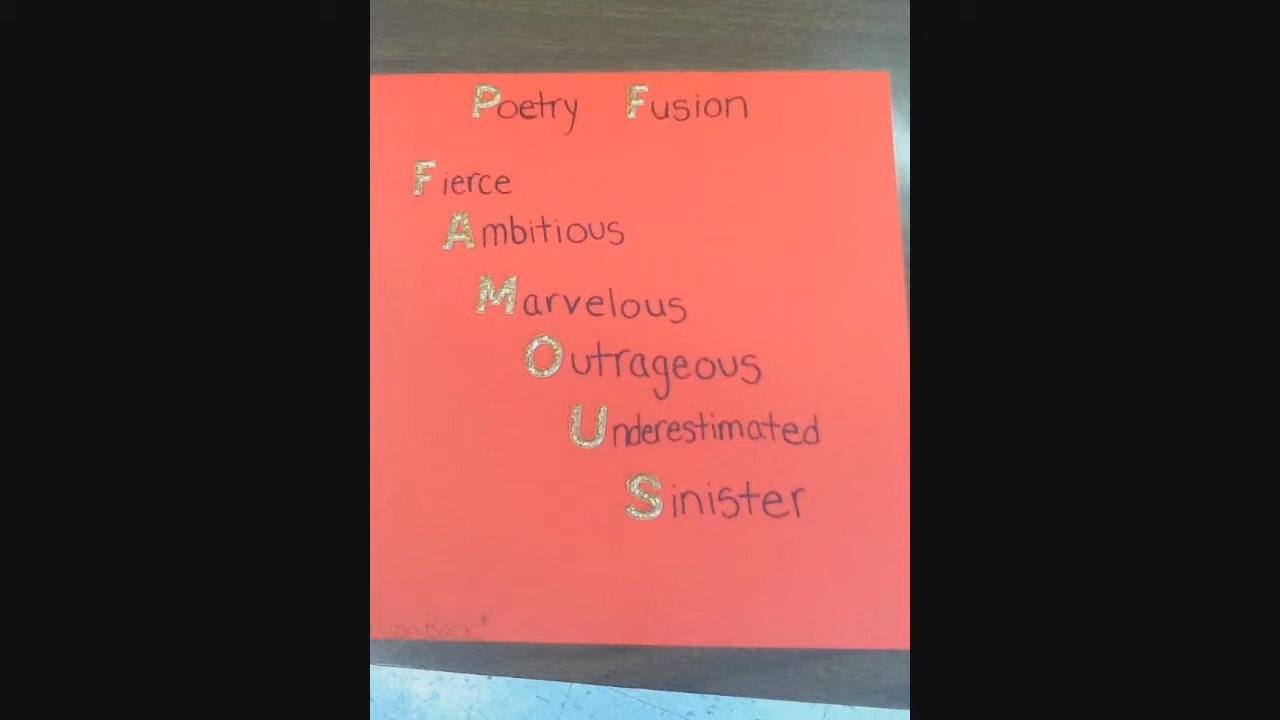 Poetry Fusion
Fierce
Ambitious
Marvelous
Outrageous
Underestimated
Sinister